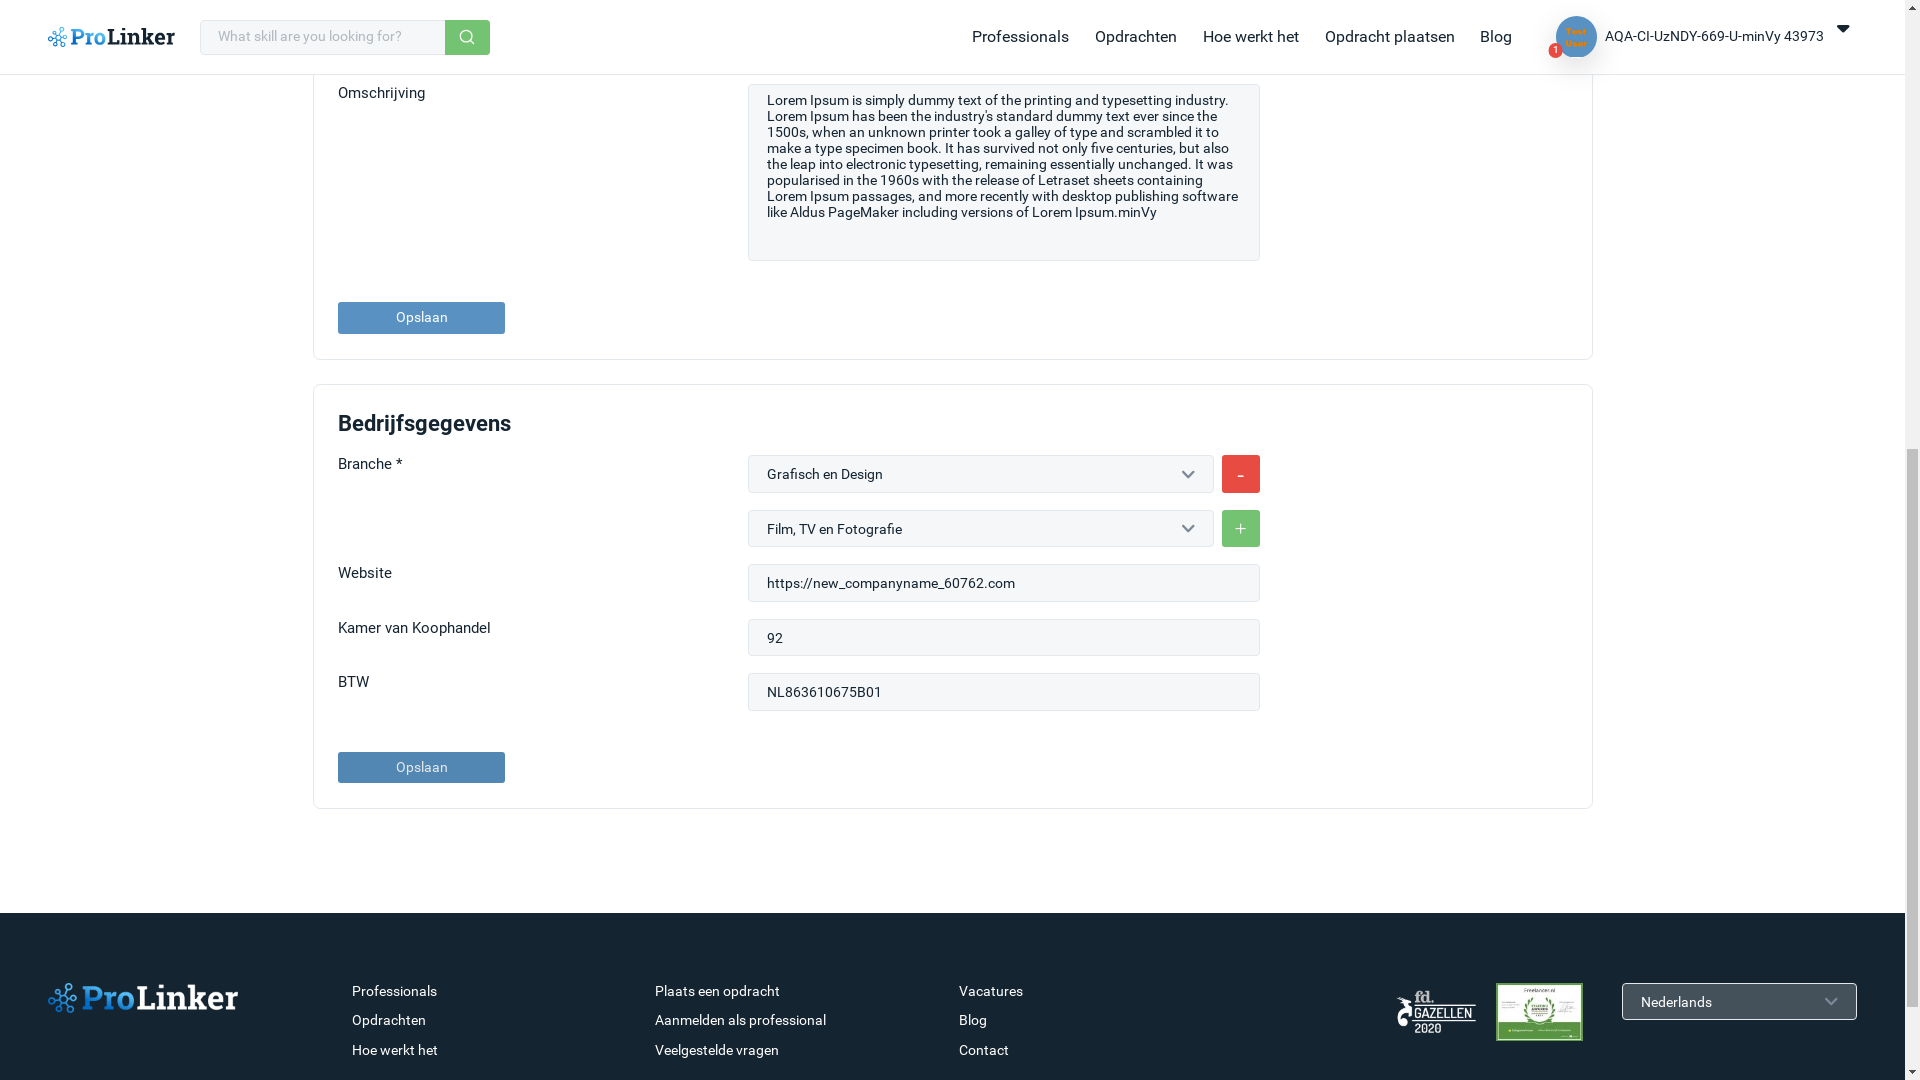 ProLinker
What skill are you looking for?
Professionals
Opdrachten
Hoe werkt het
Opdracht plaatsen
Blog
1
AQA-CI-UzNDY-669-U-minVy 43973
Omschrijving
Lorem Ipsum is simply dummy text of the printing and typesetting industry.
Lorem Ipsum has been the industry's standard dummy text ever since the
1500s, when an unknown printer took a galley of type and scrambled it to
make a type specimen book. It has survived not only five centuries, but also
the leap into electronic typesetting, remaining essentially unchanged. It was
popularised in the 1960s with the release of Letraset sheets containing
Lorem Ipsum passages, and more recently with desktop publishing software
like Aldus PageMaker including versions of Lorem Ipsum.minVy
Opslaan
Bedrijfsgegevens
Branche *
Grafisch en Design
-
Film, TV en Fotografie
+
Website
https://new_companyname_60762.com
Kamer van Koophandel
92
BTW
NL863610675B01
Opslaan
ProLinker
Professionals
Opdrachten
Hoe werkt het
Plaats een opdracht
Aanmelden als professional
Veelgestelde vragen
Vacatures
Blog
Contact
fd.
GAZELLEN
2020
Freelancer.nl
Nederlands